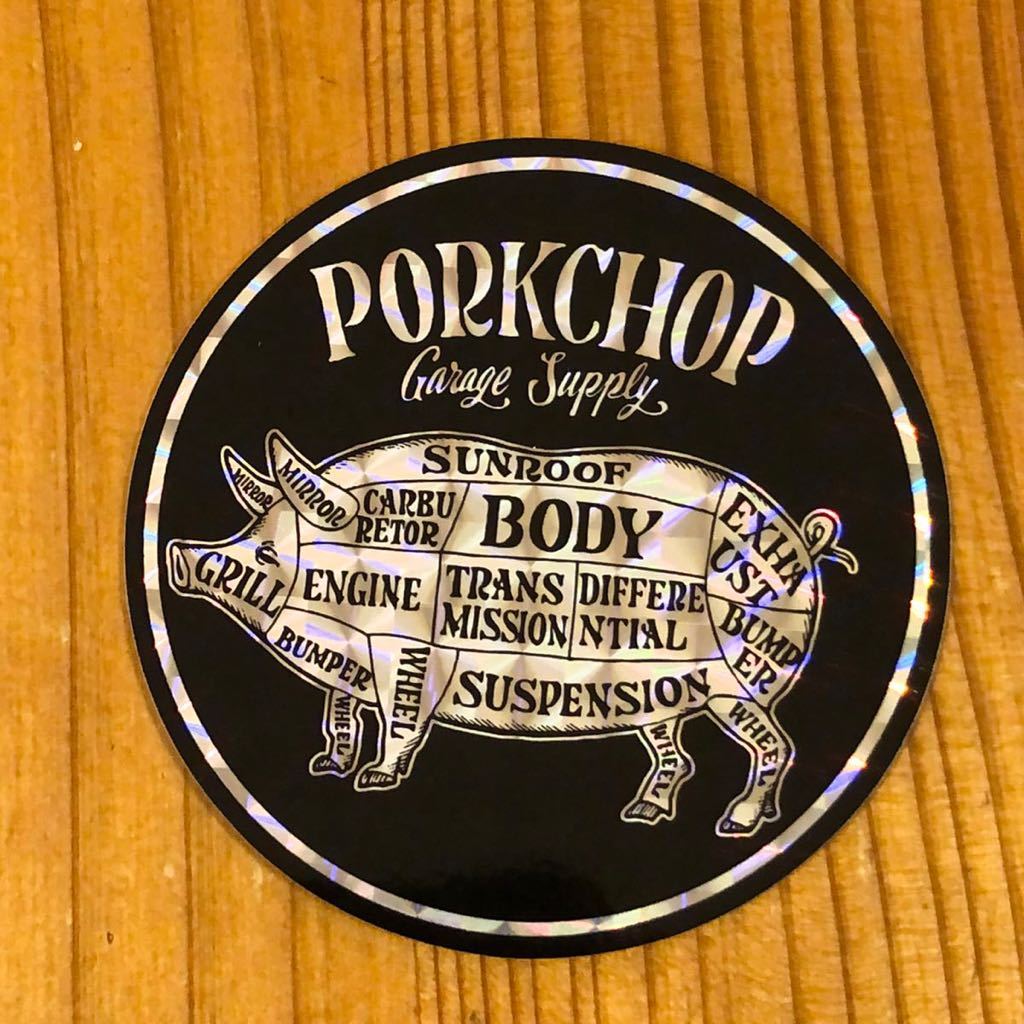 PORKCHOP
Garage Supply
SUNROOF
MIRROR
MIRROR
CARBU
RETOR
BODY
EXHA
UST
GRILL
ENGINE
TRANS
MISSION
DIFFERE
NTIAL
BUMP
ER
BUMPER
WHEEL
SUSPENSION
WHEEL
WHEEL
WHEEL